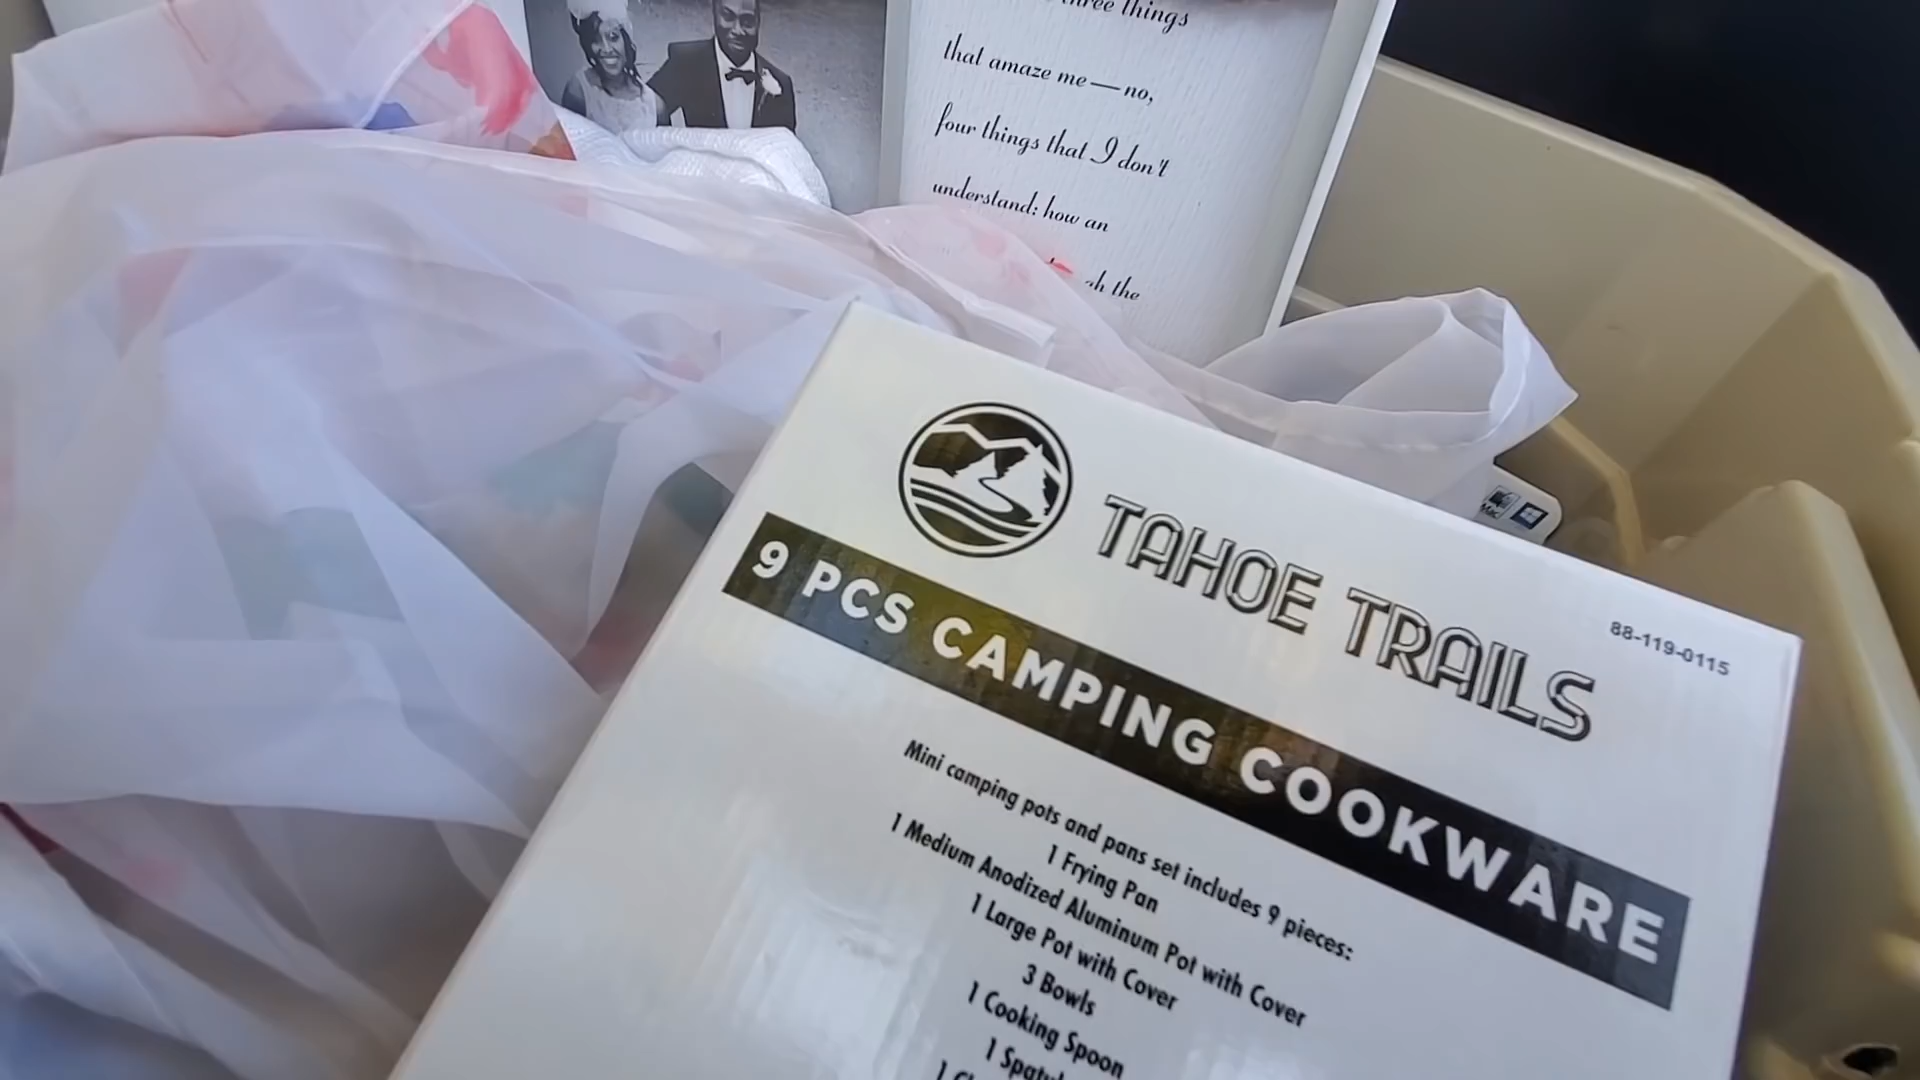 three things
that amaze me—no,
four things that I don't
understand: how an
the
Mac
TAHOE TRAILS
88-119-0115
9 PCS CAMPING COOKWARE
Mini camping pots and pans set includes 9 pieces:
1 Frying Pan
1 Medium Anodized Aluminum Pot with Cover
1 Large Pot with Cover
3 Bowls
1 Cooking Spoon
1
1